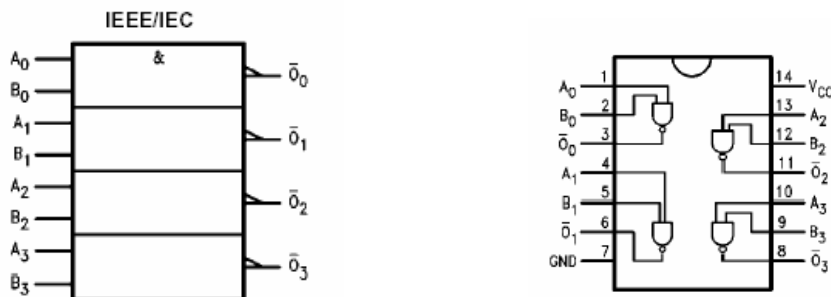 IEEE/IEC
&
A0
B0
A1
B1
A2
B2
A3
B3
Ō0
Ō1
Ō2
Ō3
A0 1
B0 2
Ō0 3
A1 4
B1 5
Ō1 6
GND 7
14 VCC
13 A2
12 B2
11 Ō2
10 A3
9 B3
8 Ō3